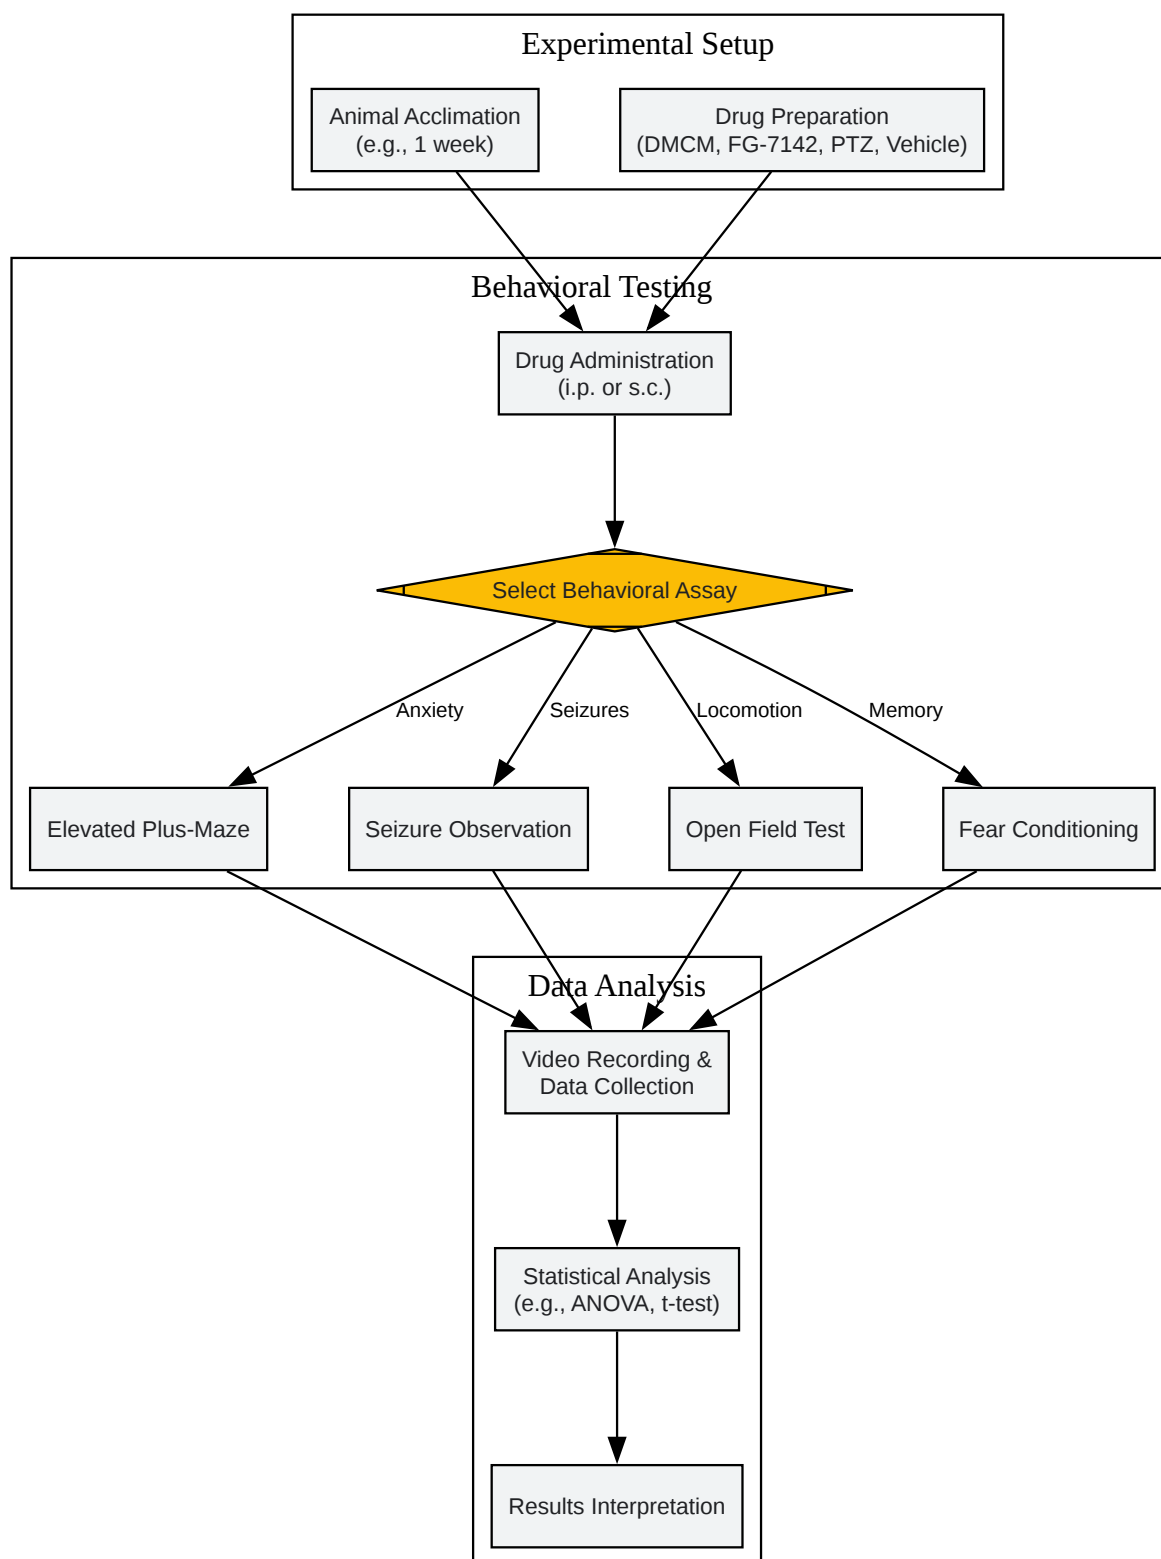 Experimental Setup
Animal Acclimation
(e.g., 1 week)
Drug Preparation
(DMCM, FG-7142, PTZ, Vehicle)
Behavioral Testing
Drug Administration
(i.p. or s.c.)
Select Behavioral Assay
Anxiety
Seizures
Locomotion
Memory
Elevated Plus-Maze
Seizure Observation
Open Field Test
Fear Conditioning
Data Analysis
Video Recording &
Data Collection
Statistical Analysis
(e.g., ANOVA, t-test)
Results Interpretation